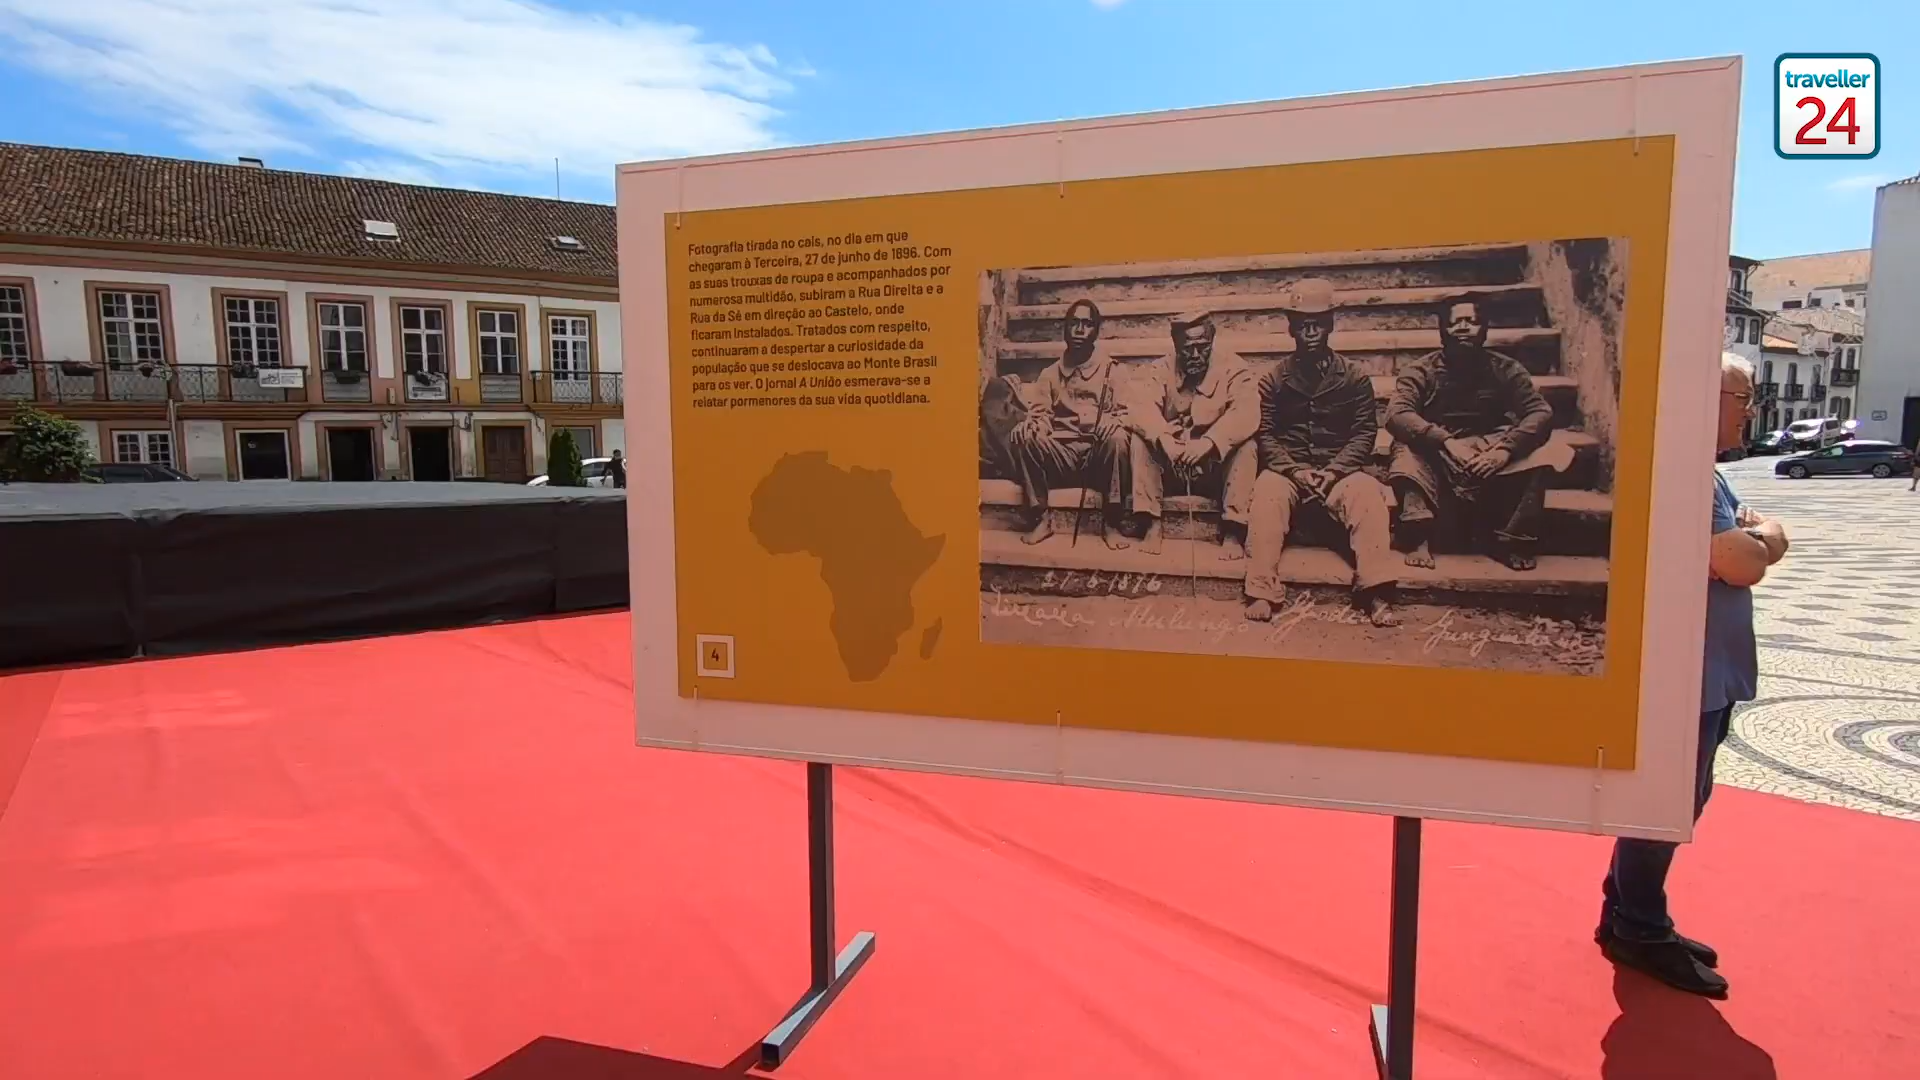 Fotografia tirada no cais, no dia em que
chegaram à Terceira, 27 de junho de 1896. Com
as suas trouxas de roupa e acompanhados por
numerosa multidão, subiram a Rua Direita e a
Rua da Sé em direção ao Castelo, onde
ficaram instalados. Tratados com respeito,
continuaram a despertar a curiosidade da
população que se deslocava ao Monte Brasil
para os ver. O jornal A União esmerava-se a
relatar pormenores da sua vida quotidiana.
4
Mulungo
traveller
24